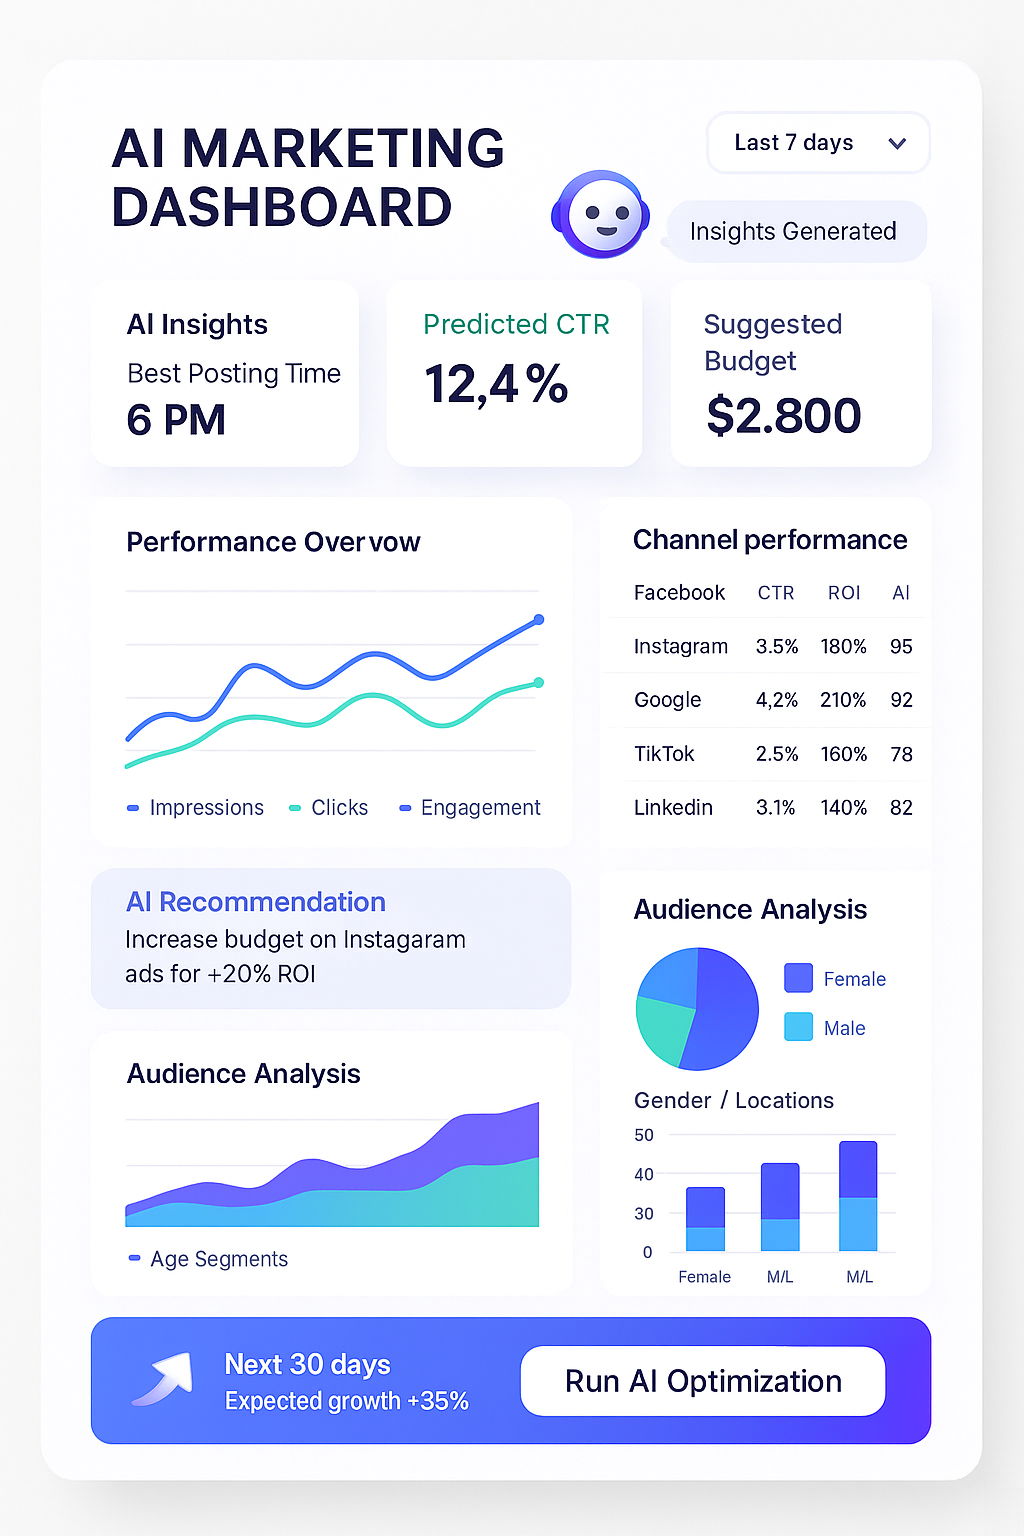 AI MARKETING
DASHBOARD
Last 7 days
Insights Generated
AI Insights
Best Posting Time
6 PM
Predicted CTR
12,4%
Suggested
Budget
$2.800
Performance Overvow
Impressions Clicks Engagement
Channel performance
Facebook CTR ROI AI
Instagram 3.5% 180% 95
Google 4,2% 210% 92
TikTok 2.5% 160% 78
Linkedin 3.1% 140% 82
AI Recommendation
Increase budget on Instagaram
ads for +20% ROI
Audience Analysis
Age Segments
Audience Analysis
Female
Male
Gender / Locations
50
40
30
0
Female M/L M/L
Next 30 days
Expected growth +35%
Run AI Optimization